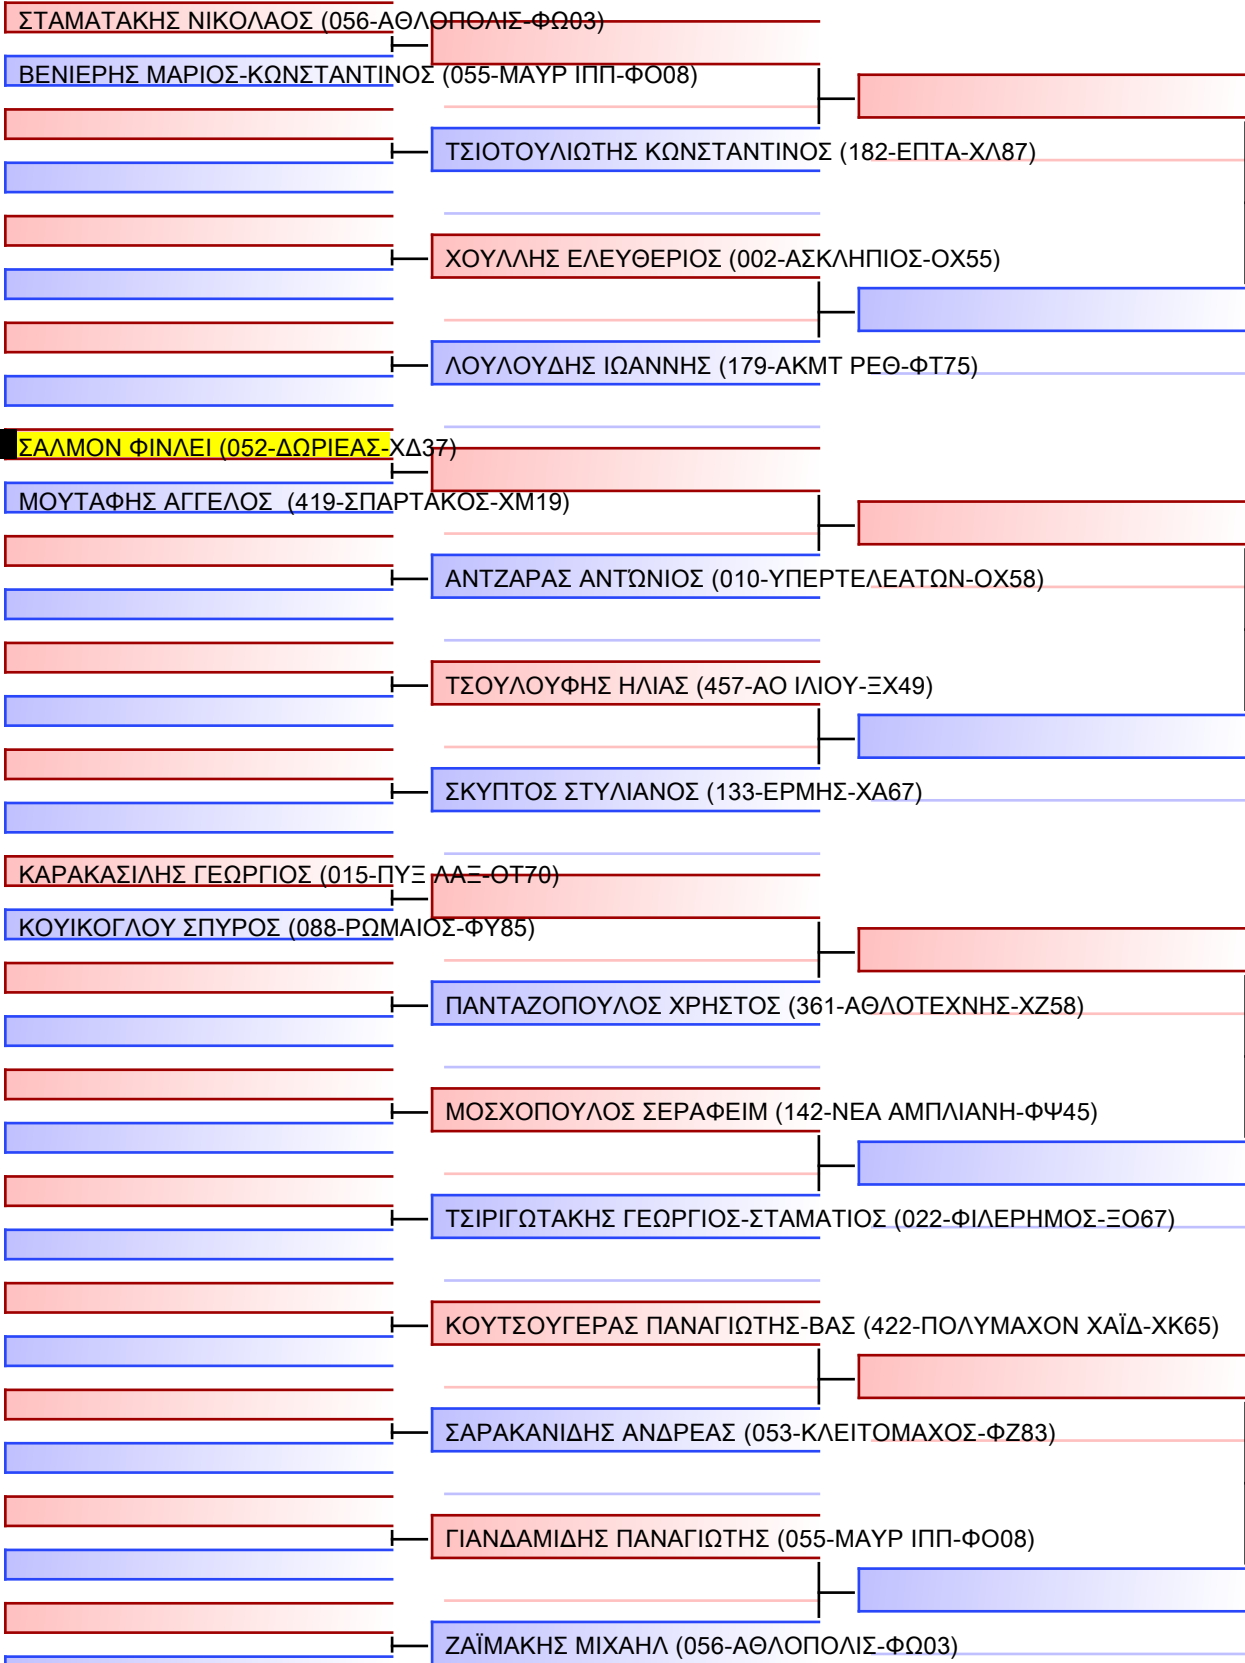 ΣΤΑΜΑΤΑΚΗΣ ΝΙΚΟΛΑΟΣ (056-ΑΘΛΟΠΟΛΙΣ-ΦΩ03)
ΒΕΝΙΕΡΗΣ ΜΑΡΙΟΣ-ΚΩΝΣΤΑΝΤΙΝΟΣ (055-ΜΑΥΡ ΙΠΠ-ΦΟ08)
ΤΣΙΟΤΟΥΛΙΩΤΗΣ ΚΩΝΣΤΑΝΤΙΝΟΣ (182-ΕΠΤΑ-ΧΛ87)
ΧΟΥΛΛΗΣ ΕΛΕΥΘΕΡΙΟΣ (002-ΑΣΚΛΗΠΙΟΣ-ΟΧ55)
ΛΟΥΛΟΥΔΗΣ ΙΩΑΝΝΗΣ (179-ΑΚΜΤ ΡΕΘ-ΦΤ75)
ΣΑΛΜΟΝ ΦΙΝΛΕΙ (052-ΔΩΡΙΕΑΣ-ΧΔ37)
ΜΟΥΤΑΦΗΣ ΑΓΓΕΛΟΣ  (419-ΣΠΑΡΤΑΚΟΣ-ΧΜ19)
ΑΝΤΖΑΡΑΣ ΑΝΤΏΝΙΟΣ (010-ΥΠΕΡΤΕΛΕΑΤΩΝ-ΟΧ58)
ΤΣΟΥΛΟΥΦΗΣ ΗΛΙΑΣ (457-ΑΟ ΙΛΙΟΥ-ΞΧ49)
ΣΚΥΠΤΟΣ ΣΤΥΛΙΑΝΟΣ (133-ΕΡΜΗΣ-ΧΑ67)
ΚΑΡΑΚΑΣΙΛΗΣ ΓΕΩΡΓΙΟΣ (015-ΠΥΞ ΛΑΞ-ΟΤ70)
ΚΟΥΙΚΟΓΛΟΥ ΣΠΥΡΟΣ (088-ΡΩΜΑΙΟΣ-ΦΥ85)
ΠΑΝΤΑΖΟΠΟΥΛΟΣ ΧΡΗΣΤΟΣ (361-ΑΘΛΟΤΕΧΝΗΣ-ΧΖ58)
ΜΟΣΧΟΠΟΥΛΟΣ ΣΕΡΑΦΕΙΜ (142-ΝΕΑ ΑΜΠΛΙΑΝΗ-ΦΨ45)
ΤΣΙΡΙΓΩΤΑΚΗΣ ΓΕΩΡΓΙΟΣ-ΣΤΑΜΑΤΙΟΣ (022-ΦΙΛΕΡΗΜΟΣ-ΞΟ67)
ΚΟΥΤΣΟΥΓΕΡΑΣ ΠΑΝΑΓΙΩΤΗΣ-ΒΑΣ (422-ΠΟΛΥΜΑΧΟΝ ΧΑΪΔ-ΧΚ65)
ΣΑΡΑΚΑΝΙΔΗΣ ΑΝΔΡΕΑΣ (053-ΚΛΕΙΤΟΜΑΧΟΣ-ΦΖ83)
ΓΙΑΝΔΑΜΙΔΗΣ ΠΑΝΑΓΙΩΤΗΣ (055-ΜΑΥΡ ΙΠΠ-ΦΟ08)
ΖΑΪΜΑΚΗΣ ΜΙΧΑΗΛ (056-ΑΘΛΟΠΟΛΙΣ-ΦΩ03)